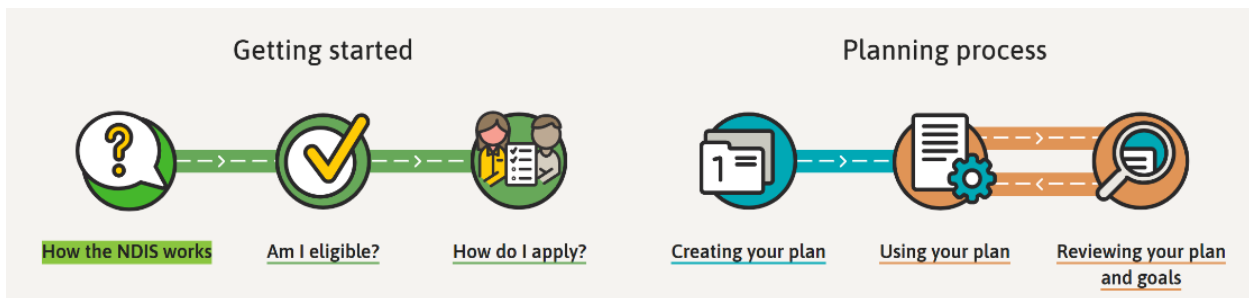 Getting started
Planning process
?
1
How the NDIS works
Am I eligible?
How do I apply?
Creating your plan
Using your plan
Reviewing your plan
and goals